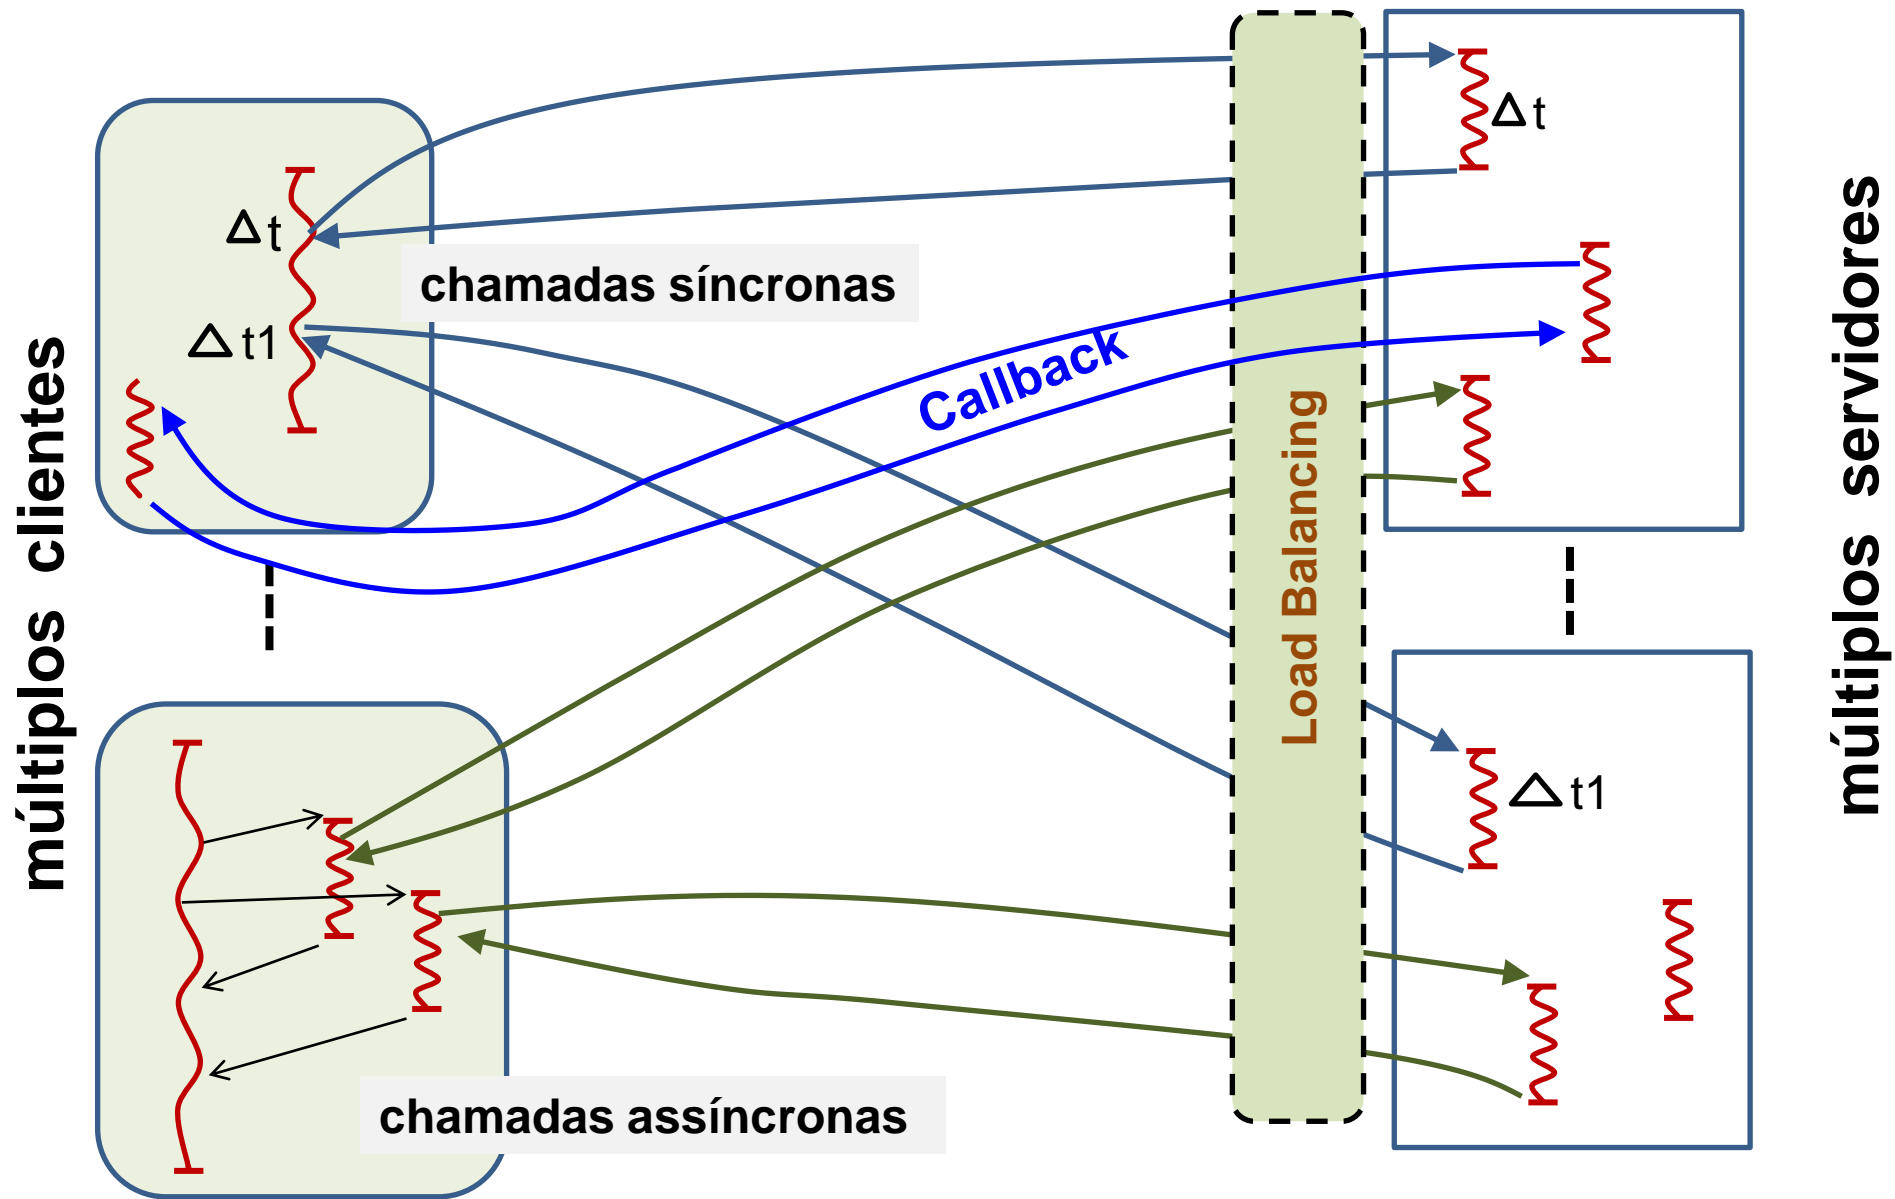 múltiplos clientes
Δt
chamadas síncronas
Δt1
Callback
Load Balancing
Δt
Δt1
chamadas assíncronas
múltiplos servidores